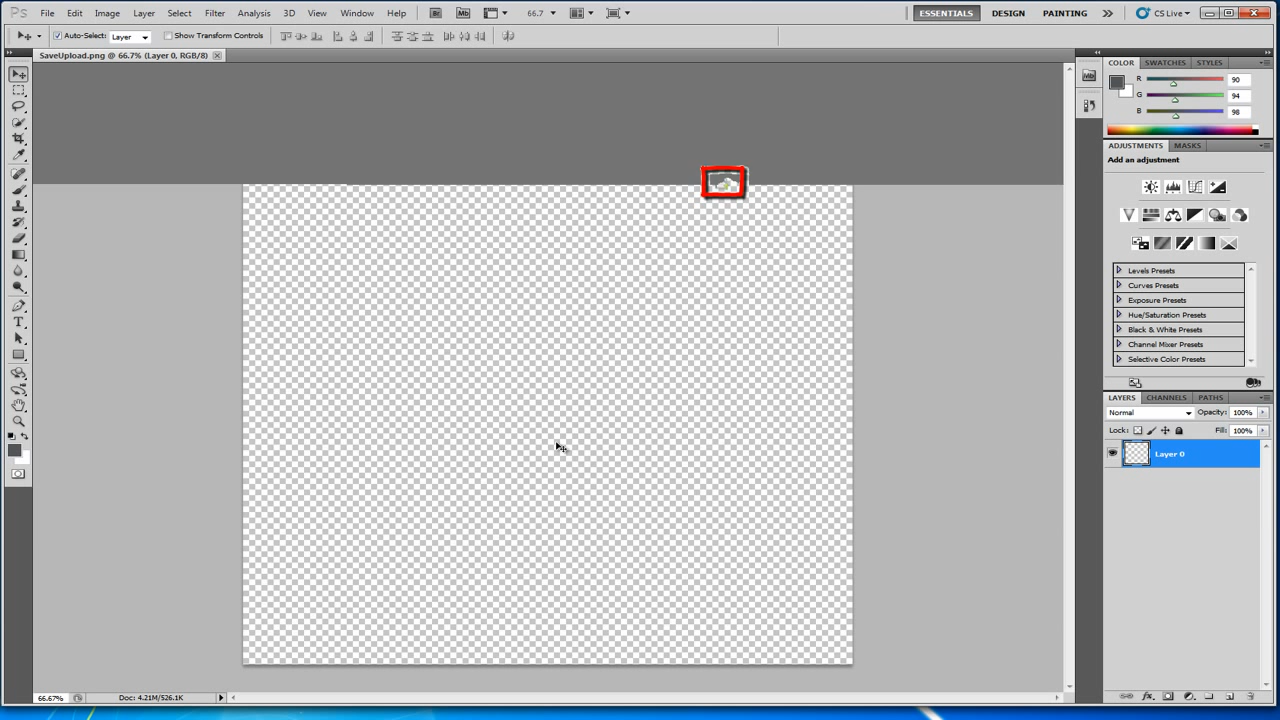 Ps File Edit Image Layer Select Filter Analysis 3D View Window Help Br Mb 66.7 ESSENTIALS DESIGN PAINTING CS Live
Auto-Select: Layer Show Transform Controls
SaveUpload.png @ 66.7% (Layer 0, RGB/8)
COLOR SWATCHES STYLES
Mb
R 90
G 94
B 98
ADJUSTMENTS MASKS
Add an adjustment
Levels Presets
Curves Presets
Exposure Presets
Hue/Saturation Presets
Black & White Presets
Channel Mixer Presets
Selective Color Presets
LAYERS CHANNELS PATHS
Normal Opacity: 100%
Lock: Fill: 100%
Layer 0
66.67% Doc: 4.21M/526.1K